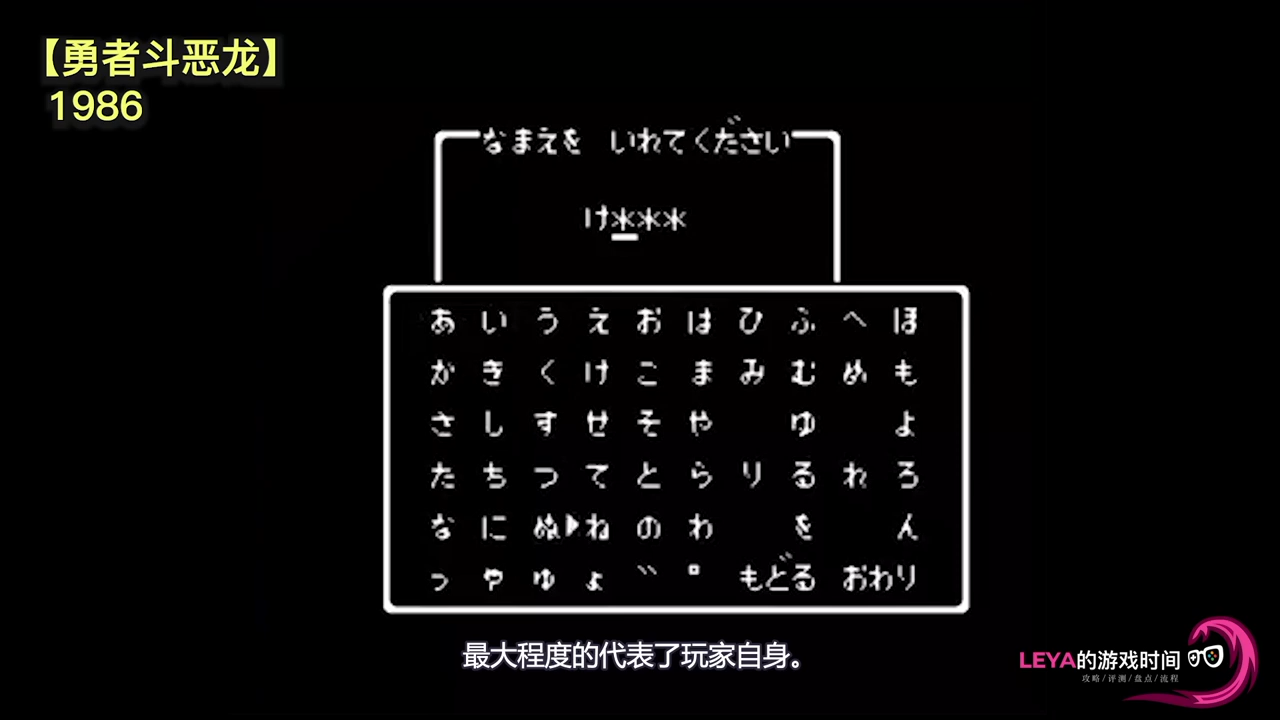 【勇者斗恶龙】
1986
なまえを いれてください
け***
あ い う え お は ひ ふ へ ほ
か き く け こ ま み む め も
さ し す せ そ や ゆ よ
た ち つ て と ら り る れ ろ
な に ぬ ▶ね の わ を ん
っ ゃ ゅ ょ ゛ ゜ もどる おわり
最大程度的代表了玩家自身。
LEYA的游戏时间
攻略/评测/盘点/流程